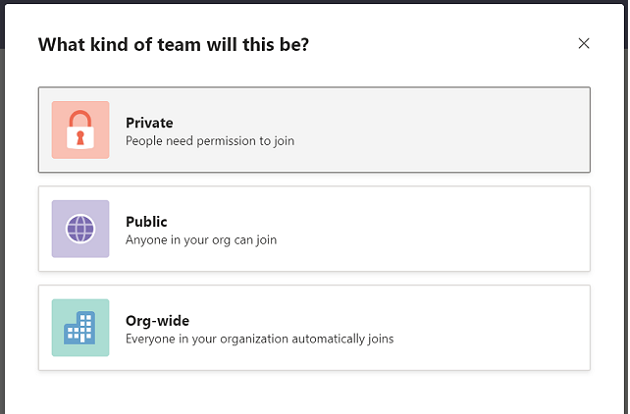 What kind of team will this be?
Private
People need permission to join
Public
Anyone in your org can join
Org-wide
Everyone in your organization automatically joins